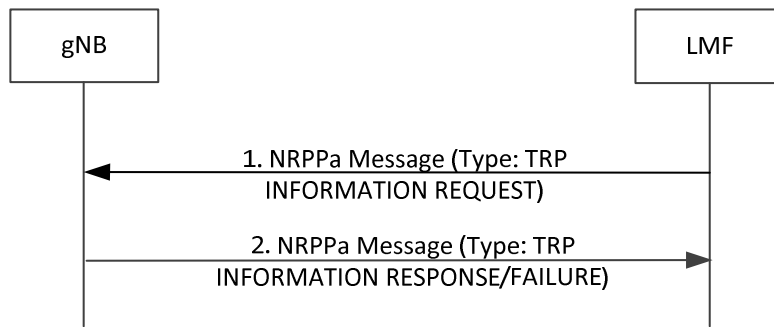 gNB
LMF
1. NRPPa Message (Type: TRP
INFORMATION REQUEST)
2. NRPPa Message (Type: TRP
INFORMATION RESPONSE/FAILURE)